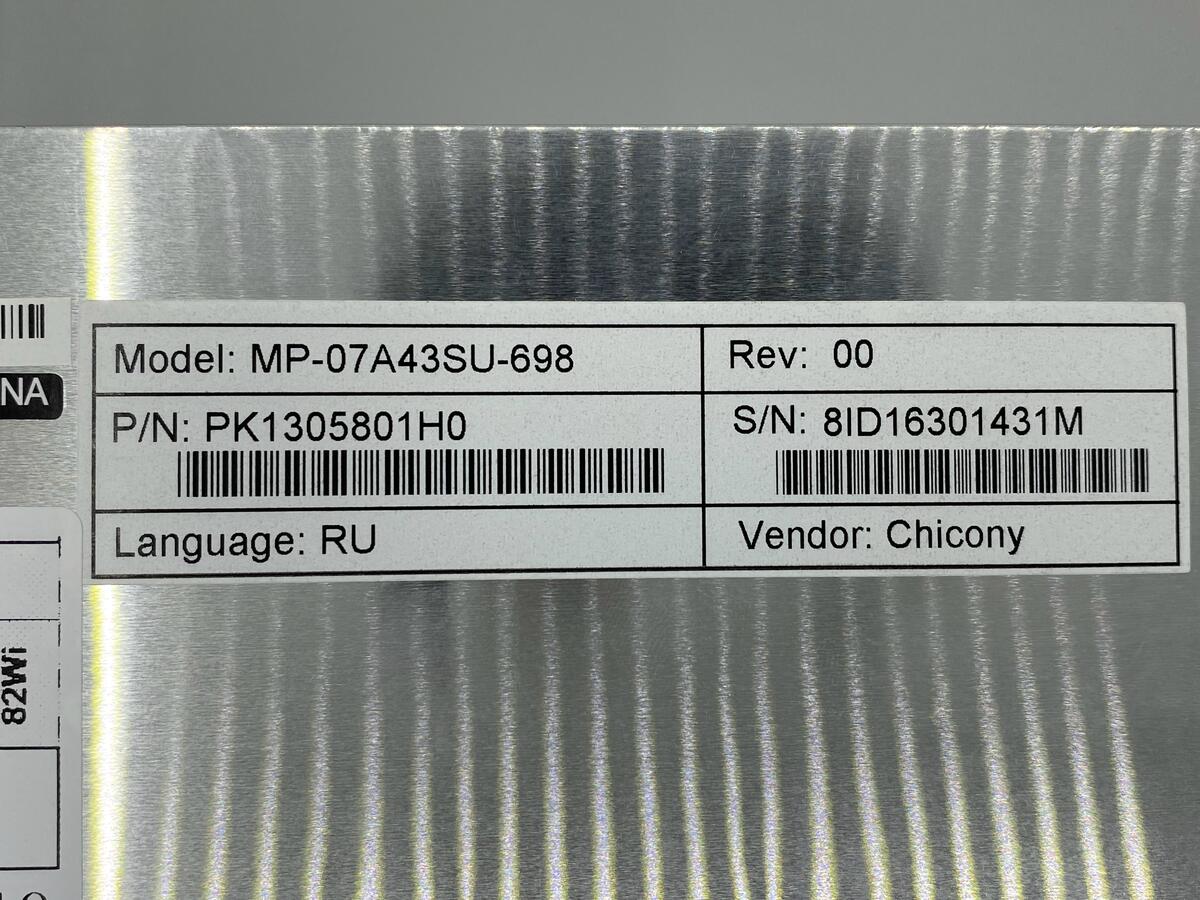 Model: MP-07A43SU-698
Rev: 00
P/N: PK1305801H0
S/N: 8ID16301431M
Language: RU
Vendor: Chicony
NA
82Wi